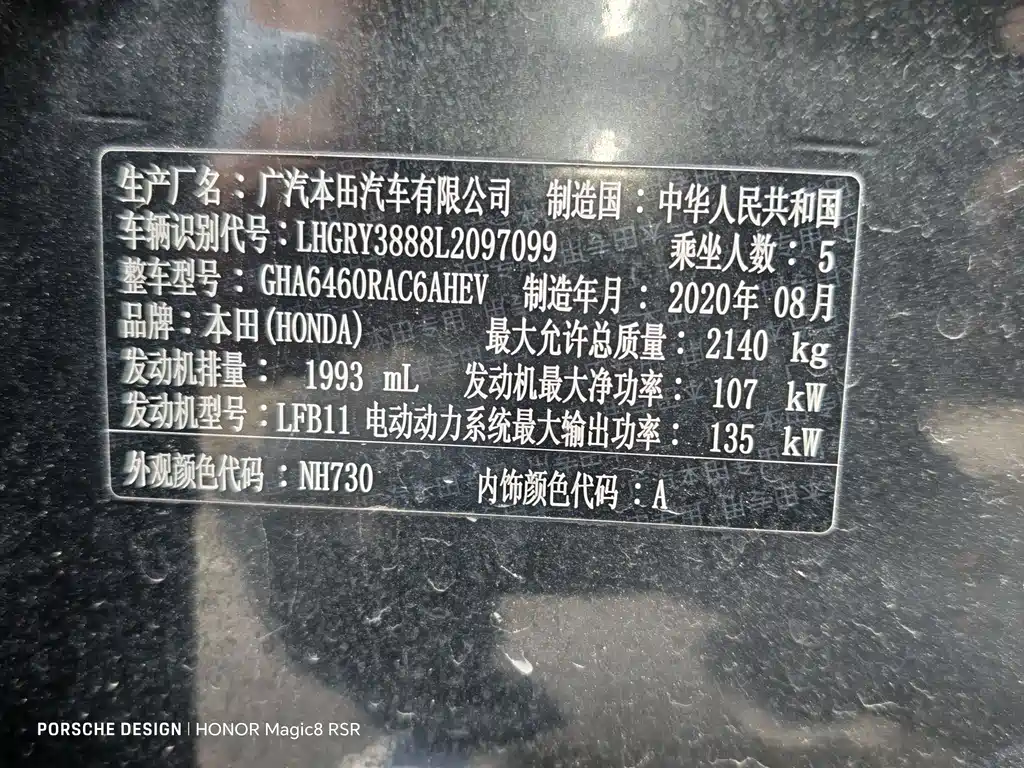 生产厂名：广汽本田汽车有限公司 制造国：中华人民共和国
车辆识别代号：LHGRY3888L2097099 乘坐人数：5
整车型号：GHA6460RAC6AHEV 制造年月：2020年 08月
品牌：本田(HONDA) 最大允许总质量：2140 kg
发动机排量：1993 mL 发动机最大净功率：107 kW
发动机型号：LFB11 电动动力系统最大输出功率：135 kW
外观颜色代码：NH730 内饰颜色代码：A
PORSCHE DESIGN | HONOR Magic8 RSR